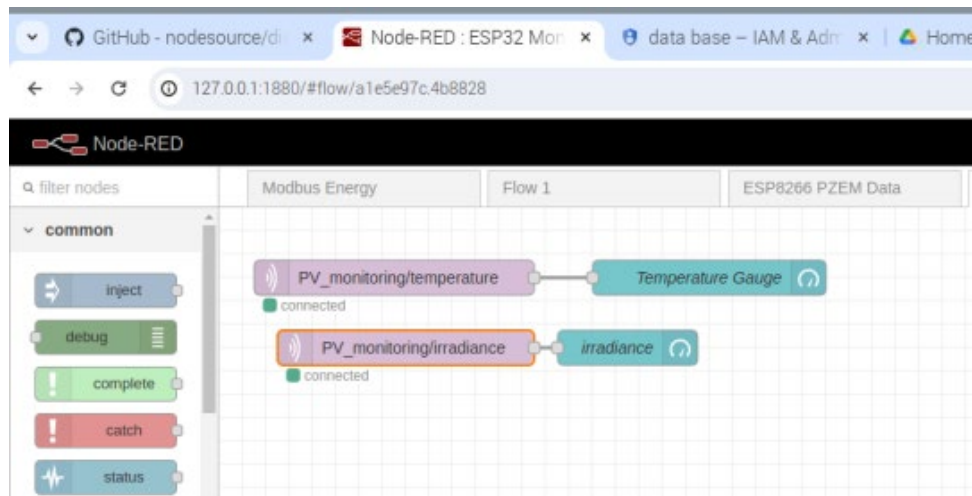 GitHub - nodesource/di
Node-RED : ESP32 Mon
data base – IAM & Adm
Home
127.0.0.1:1880/#flow/a1e5e97c.4b8828
Node-RED
filter nodes
Modbus Energy
Flow 1
ESP8266 PZEM Data
common
inject
debug
complete
catch
status
PV_monitoring/temperature
Temperature Gauge
connected
PV_monitoring/irradiance
irradiance
connected